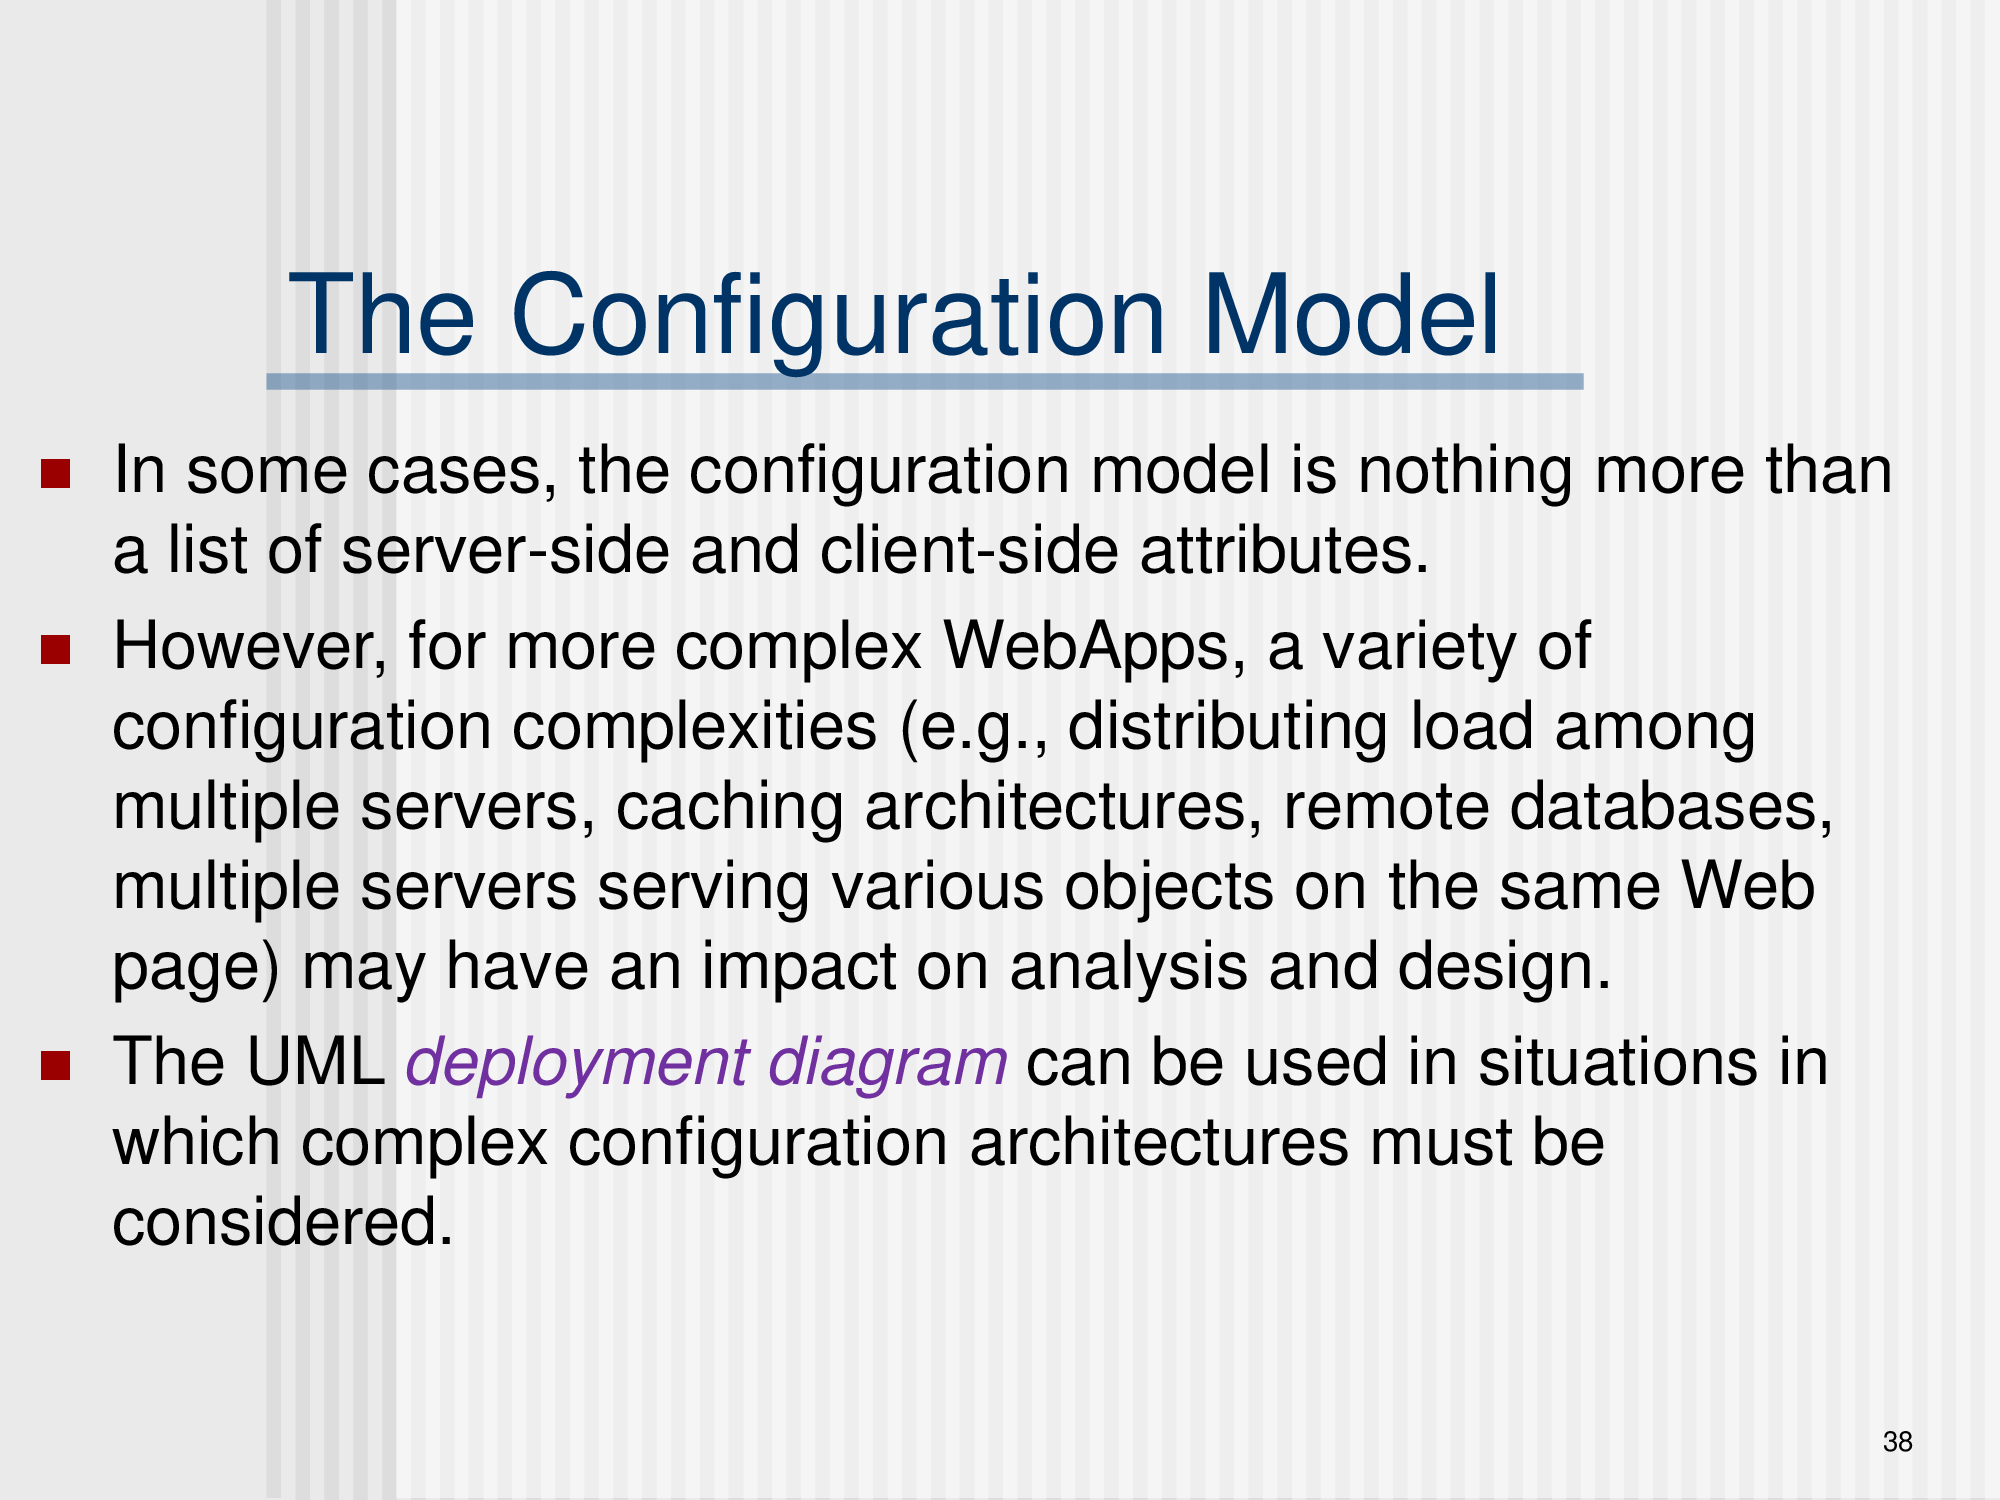 The Configuration Model
In some cases, the configuration model is nothing more than
a list of server-side and client-side attributes.
However, for more complex WebApps, a variety of
configuration complexities (e.g., distributing load among
multiple servers, caching architectures, remote databases,
multiple servers serving various objects on the same Web
page) may have an impact on analysis and design.
The UML deployment diagram can be used in situations in
which complex configuration architectures must be
considered.
38